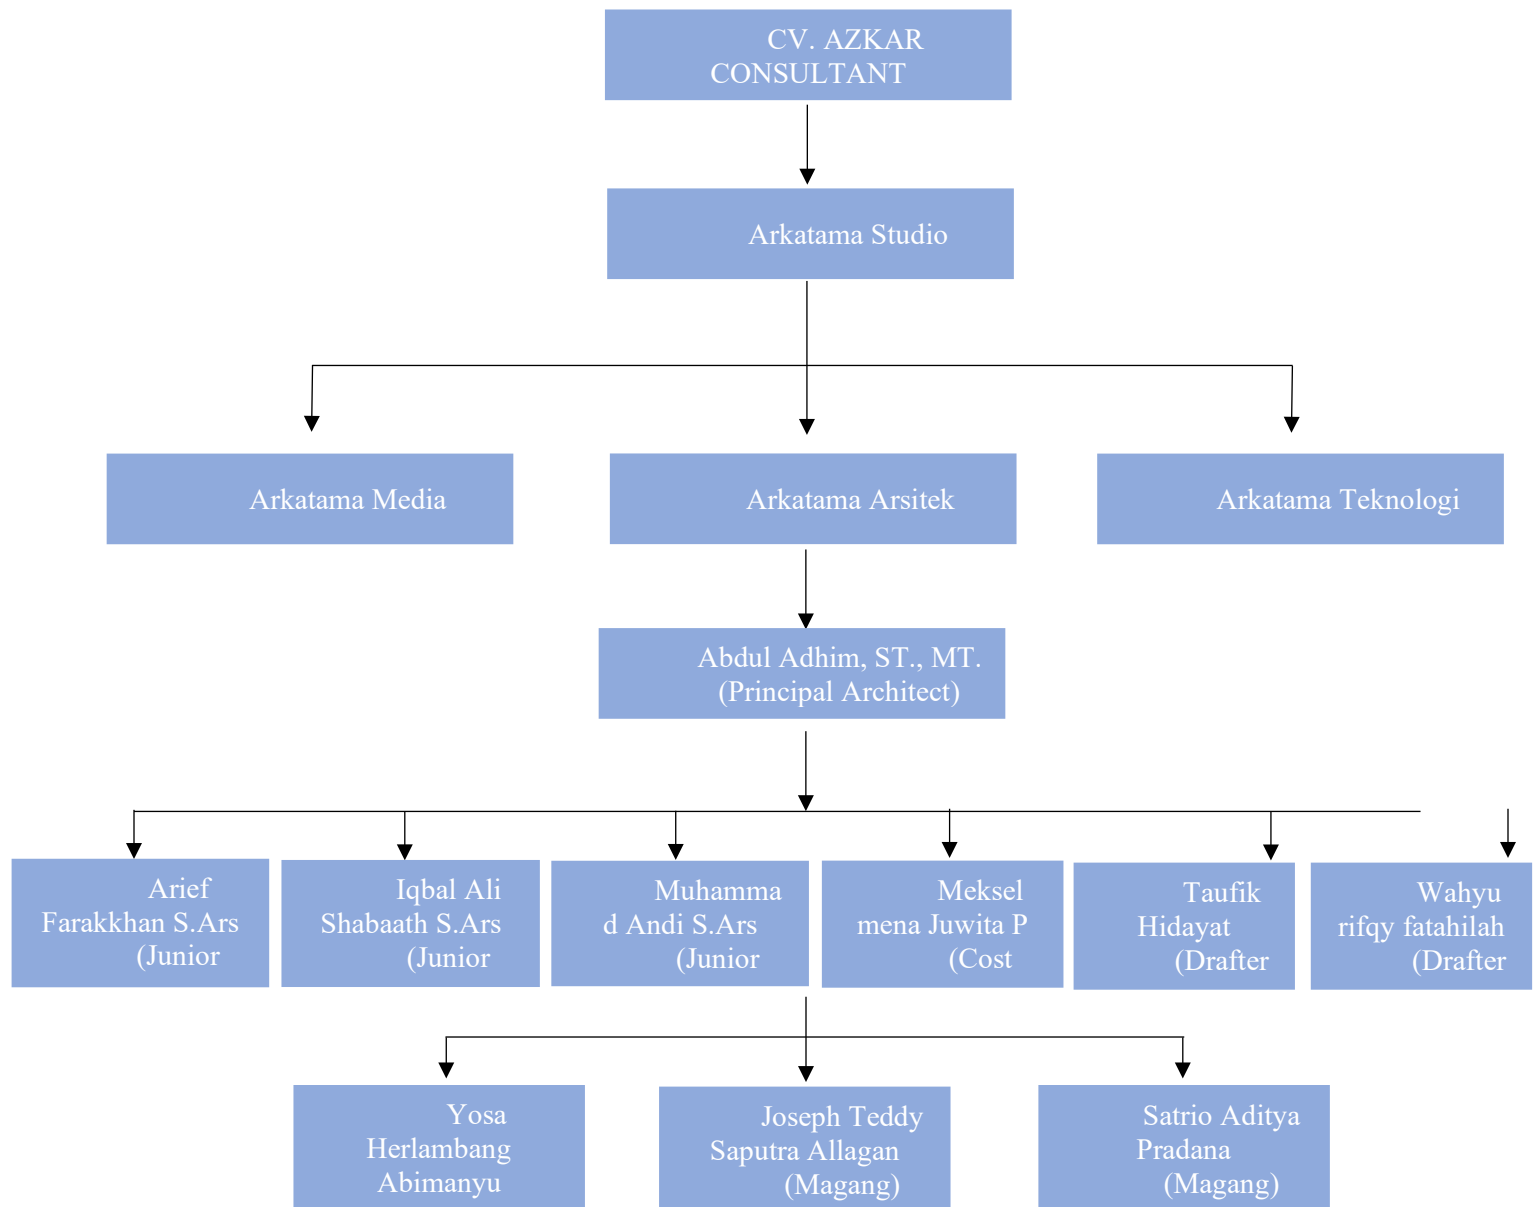 CV. AZKAR
CONSULTANT
Arkatama Studio
Arkatama Media
Arkatama Arsitek
Arkatama Teknologi
Abdul Adhim, ST., MT.
(Principal Architect)
Arief
Farakkhan S.Ars
(Junior
Iqbal Ali
Shabaath S.Ars
(Junior
Muhamma
d Andi S.Ars
(Junior
Meksel
mena Juwita P
(Cost
Taufik
Hidayat
(Drafter
Wahyu
rifqy fatahilah
(Drafter
Yosa
Herlambang
Abimanyu
Joseph Teddy
Saputra Allagan
(Magang)
Satrio Aditya
Pradana
(Magang)